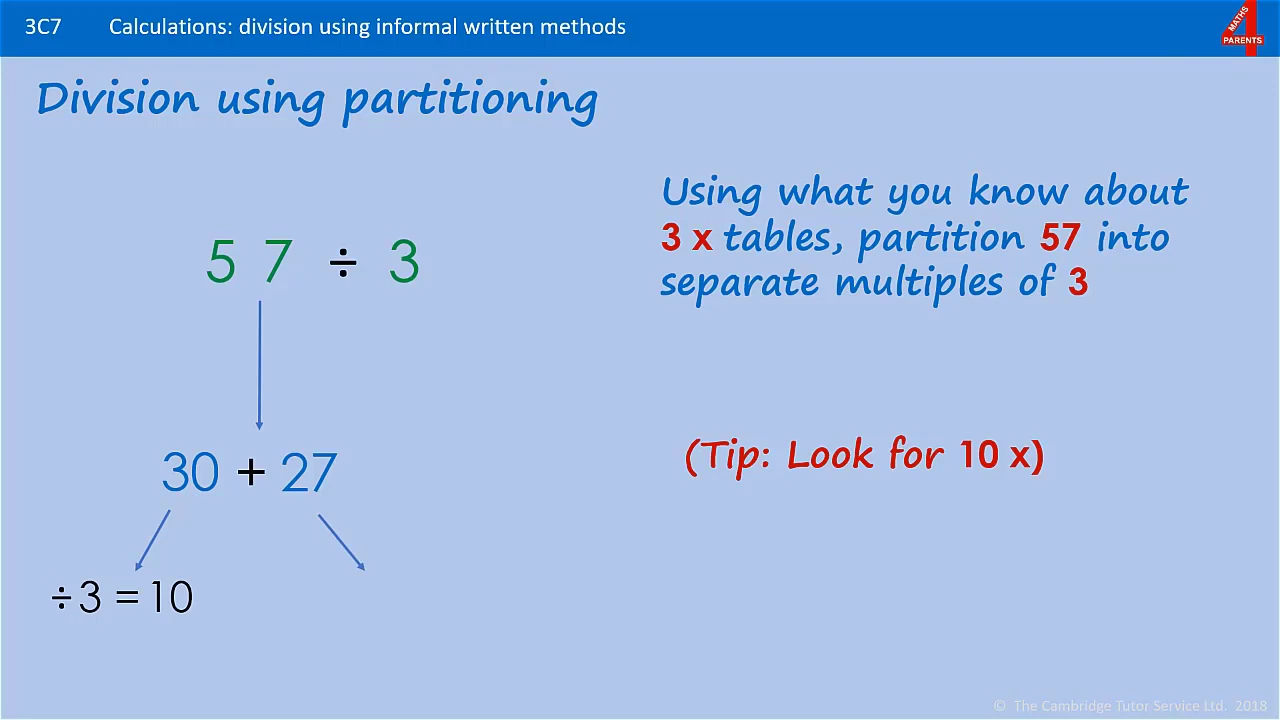 3C7 Calculations: division using informal written methods
MATHS
4
PARENTS
Division using partitioning
Using what you know about
3 x tables, partition 57 into
separate multiples of 3
5 7 ÷ 3
(Tip: Look for 10 x)
30 + 27
÷ 3 = 10
© The Cambridge Tutor Service Ltd. 2018